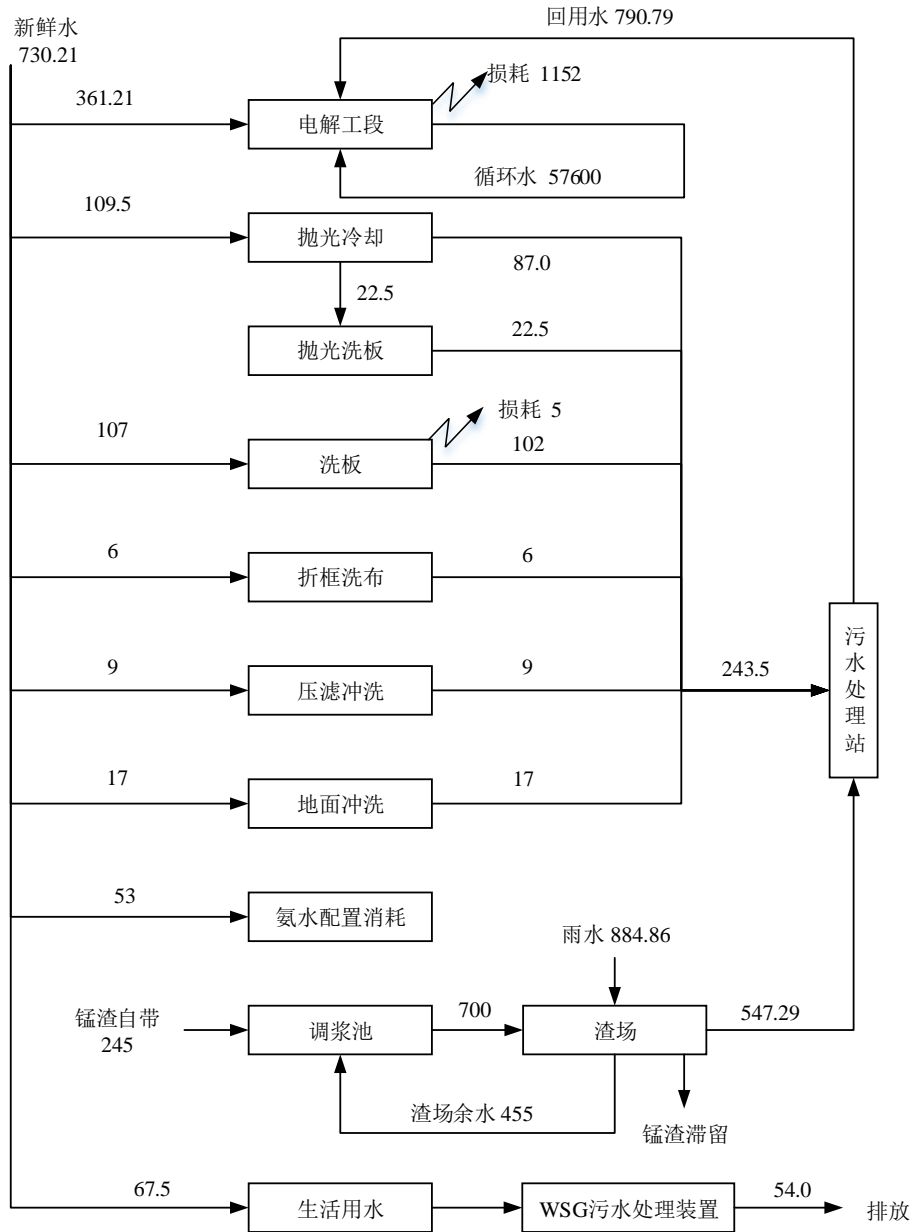 回用水 790.79
新鲜水
730.21
损耗 1152
361.21
电解工段
循环水 57600
109.5
抛光冷却
87.0
22.5
抛光洗板
22.5
损耗 5
107
洗板
102
6
折框洗布
6
9
压滤冲洗
9
243.5
污水处理站
17
地面冲洗
17
53
氨水配置消耗
雨水 884.86
锰渣自带
245
调浆池
700
渣场
547.29
渣场余水 455
锰渣滞留
67.5
生活用水
WSG污水处理装置
54.0
排放